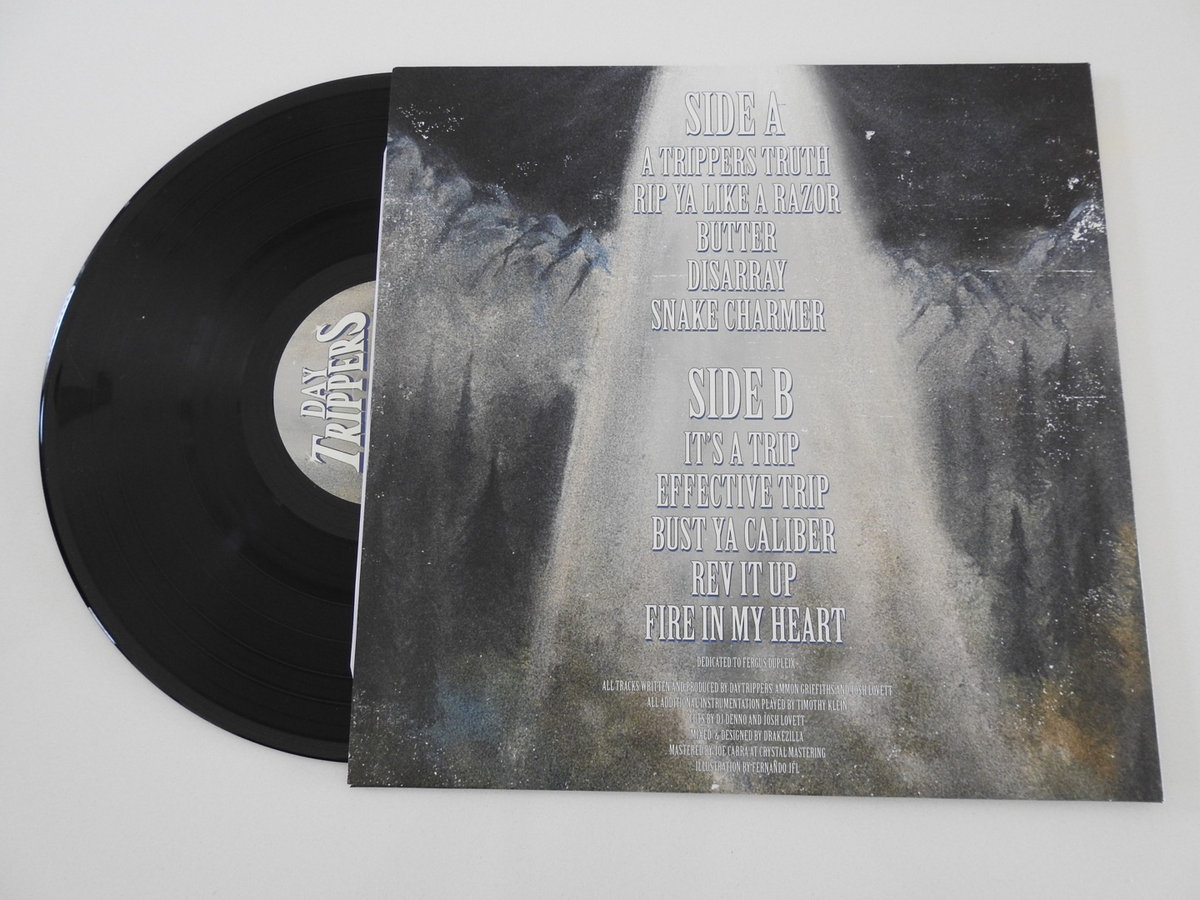 DAY
TRIPPERS
SIDE A
A TRIPPERS TRUTH
RIP YA LIKE A RAZOR
BUTTER
DISARRAY
SNAKE CHARMER
SIDE B
IT'S A TRIP
EFFECTIVE TRIP
BUST YA CALIBER
REV IT UP
FIRE IN MY HEART
DEDICATED TO FERGUS DUPLEIX
ALL TRACKS WRITTEN AND PRODUCED BY DAYTRIPPERS AMMON GRIFFITHS AND JOSH LOVETT
ALL ADDITIONAL INSTRUMENTATION PLAYED BY TIMOTHY KLEIN
CUTS BY DJ DENNO AND JOSH LOVETT
MIXED & DESIGNED BY DRAKEZILLA
MASTERED BY JOE CARRA AT CRYSTAL MASTERING
ILLUSTRATION BY FERNANDO JFL